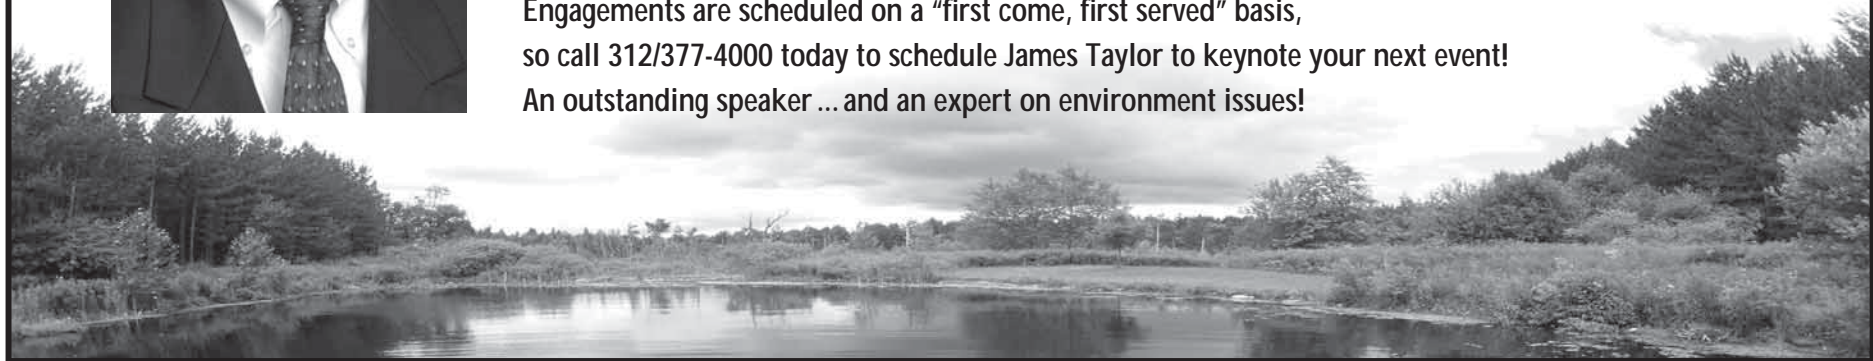 Engagements are scheduled on a “first come, first served” basis,
so call 312/377-4000 today to schedule James Taylor to keynote your next event!
An outstanding speaker ... and an expert on environment issues!